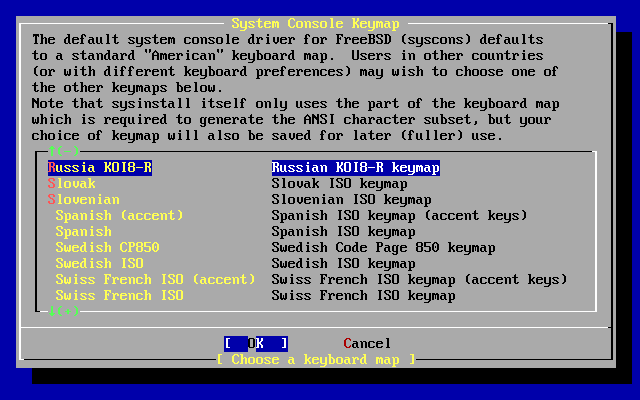 System Console Keymap
The default system console driver for FreeBSD (syscons) defaults
to a standard "American" keyboard map.  Users in other countries
(or with different keyboard preferences) may wish to choose one of
the other keymaps below.
Note that sysinstall itself only uses the part of the keyboard map
which is required to generate the ANSI character subset, but your
choice of keymap will also be saved for later (fuller) use.
↑(-)
Russia KOI8-R Russian KOI8-R keymap
Slovak Slovak ISO keymap
Slovenian Slovenian ISO keymap
Spanish (accent) Spanish ISO keymap (accent keys)
Spanish Spanish ISO keymap
Swedish CP850 Swedish Code Page 850 keymap
Swedish ISO Swedish ISO keymap
Swiss French ISO (accent) Swiss French ISO keymap (accent keys)
Swiss French ISO Swiss French ISO keymap
↓(+)
[ OK ] Cancel
[ Choose a keyboard map ]